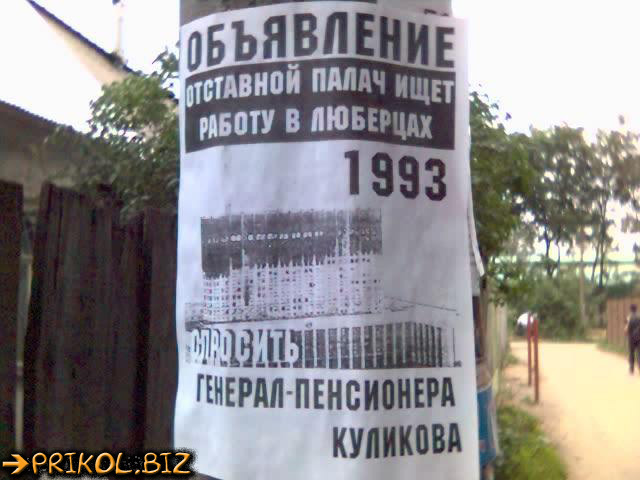 ОБЪЯВЛЕНИЕ
ОТСТАВНОЙ ПАЛАЧ ИЩЕТ
РАБОТУ В ЛЮБЕРЦАХ
1993
СПРОСИТЬ
ГЕНЕРАЛ-ПЕНСИОНЕРА
КУЛИКОВА
PRIKOL.BIZ